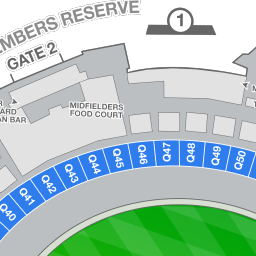 MBERS RESERVE
GATE 2
1
MIDFIELDERS
FOOD COURT
ARD
AN BAR
M
Q40
Q41
Q42
Q43
Q44
Q45
Q46
Q47
Q48
Q49
Q50